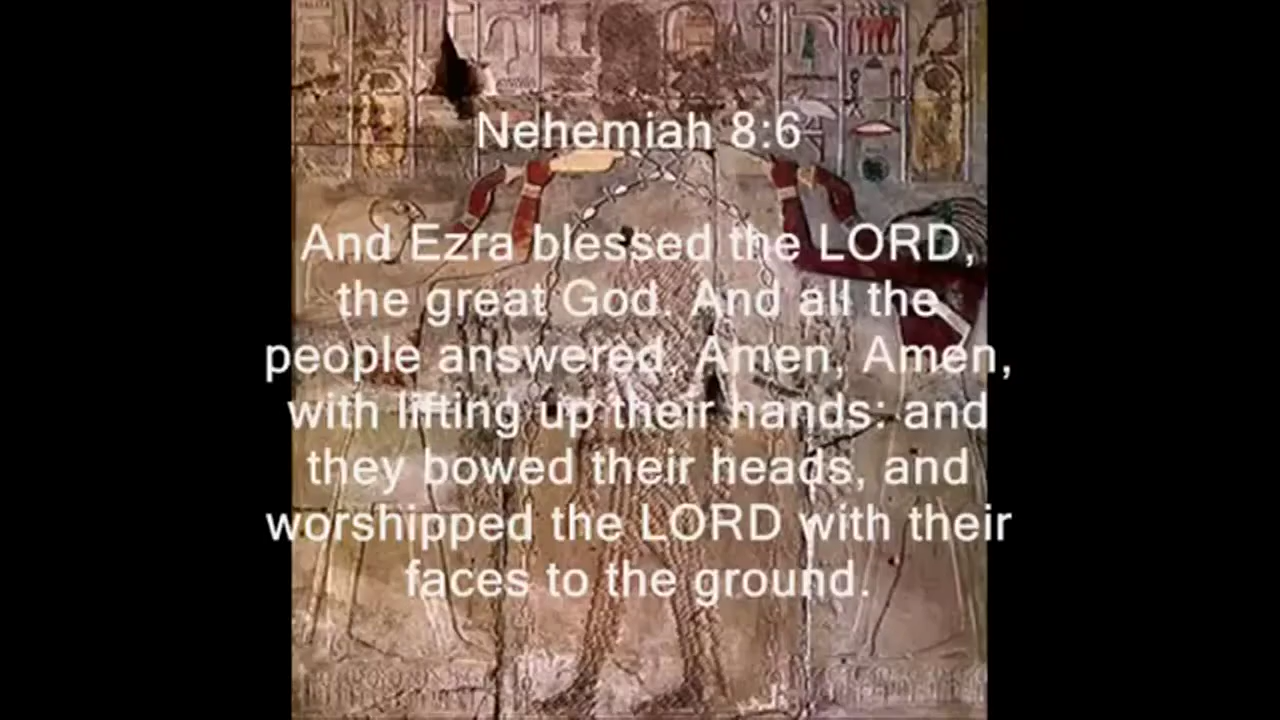 Nehemiah 8:6
And Ezra blessed the LORD,
the great God. And all the
people answered, Amen, Amen,
with lifting up their hands: and
they bowed their heads, and
worshipped the LORD with their
faces to the ground.